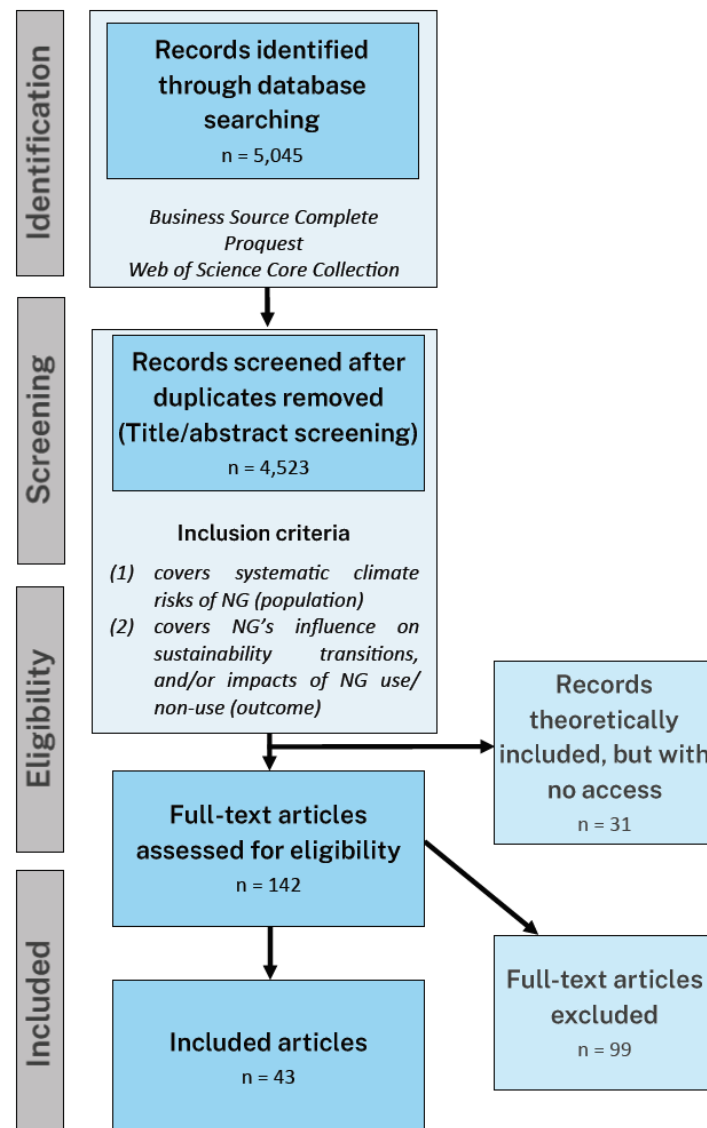 Identification
Records identified
through database
searching
n = 5,045
Business Source Complete
Proquest
Web of Science Core Collection
Screening
Records screened after
duplicates removed
(Title/abstract screening)
n = 4,523
Inclusion criteria
(1) covers systematic climate
risks of NG (population)
(2) covers NG’s influence on
sustainability transitions,
and/or impacts of NG use/
non-use (outcome)
Eligibility
Records
theoretically
included, but with
no access
n = 31
Full-text articles
assessed for eligibility
n = 142
Full-text articles
excluded
n = 99
Included
Included articles
n = 43